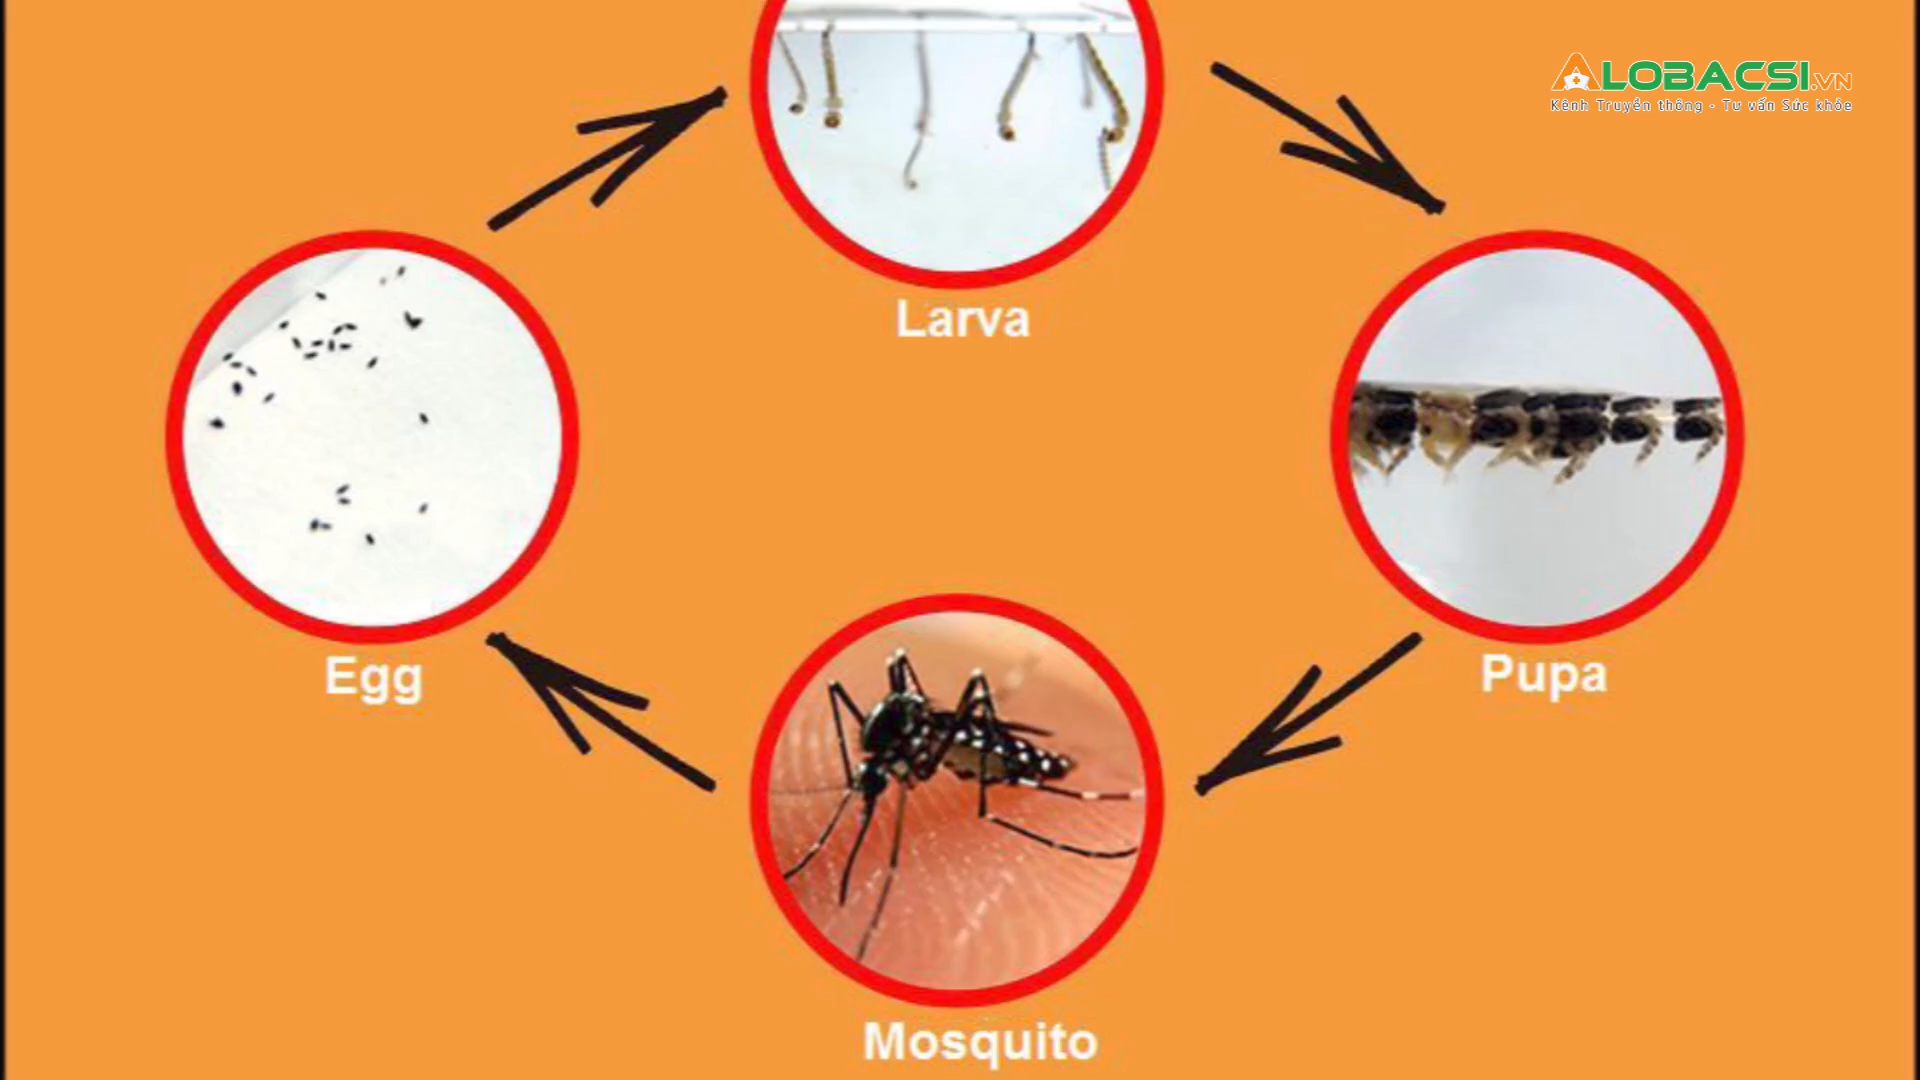 ALOBACSI.VN
Kênh Truyền thông - Tư vấn Sức khỏe
Larva
Egg
Pupa
Mosquito